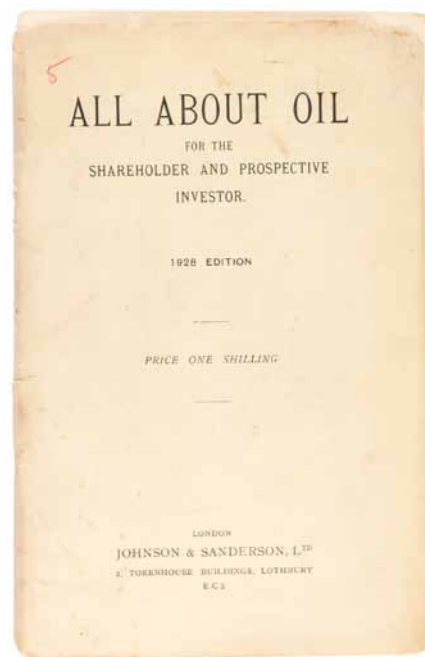 5
ALL ABOUT OIL
FOR THE
SHAREHOLDER AND PROSPECTIVE
INVESTOR.
1928 EDITION
PRICE ONE SHILLING
LONDON
JOHNSON & SANDERSON, LTD
TOKENHOUSE BUILDINGS, LOTHBURY
E.C.2